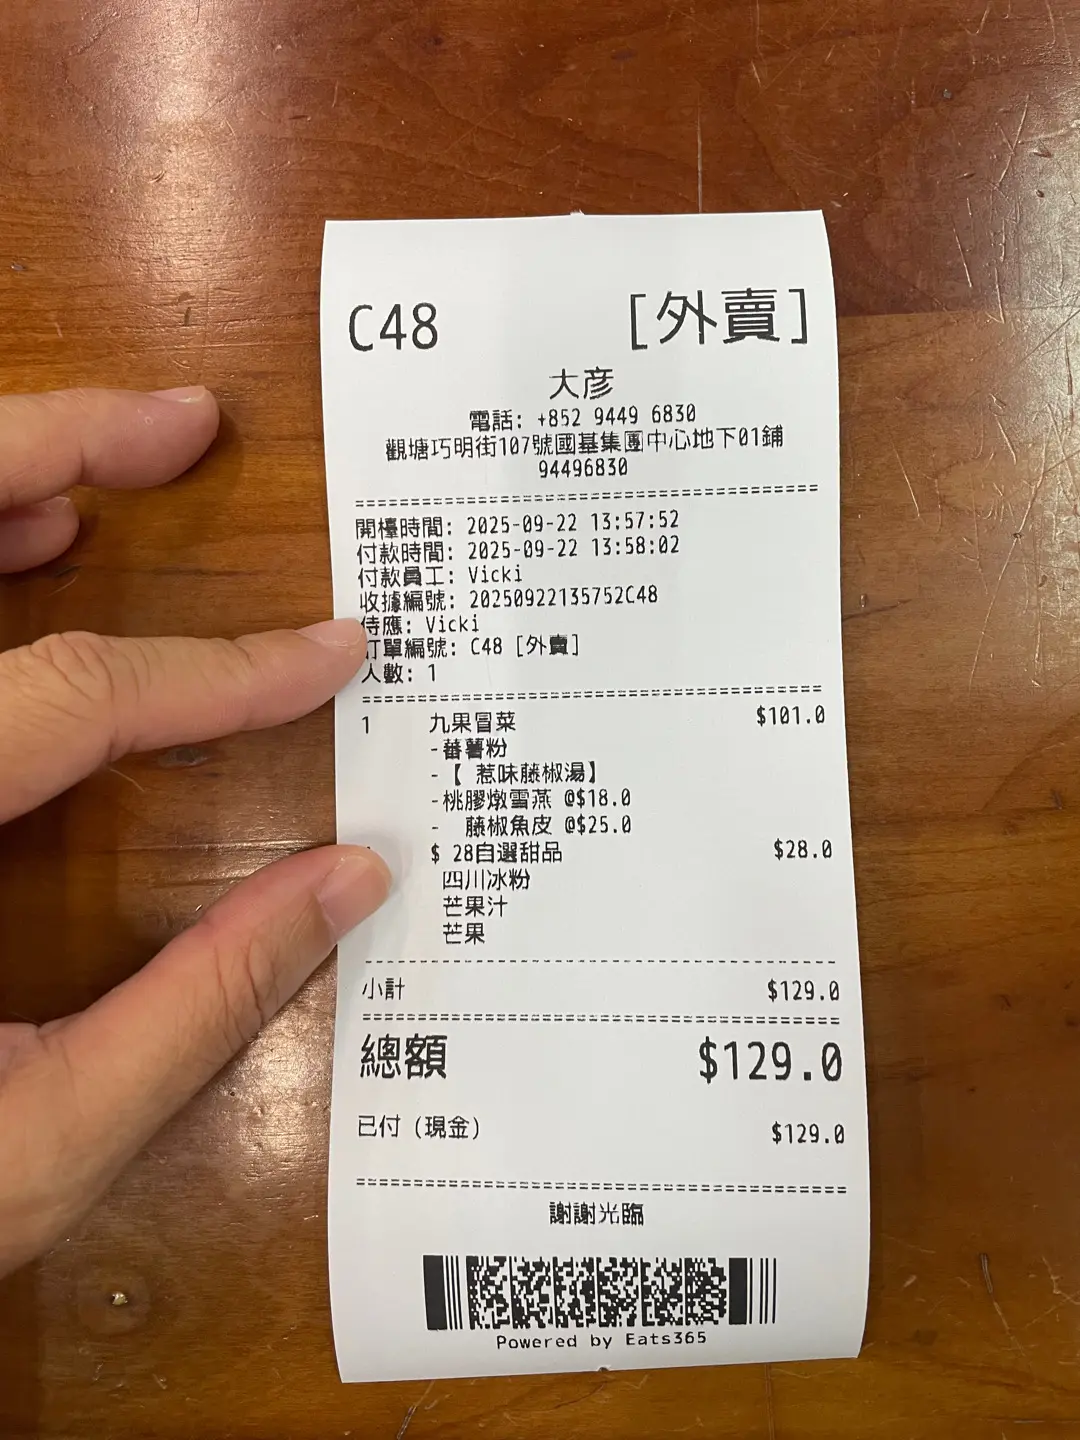 C48 [外賣]
大彦
電話: +852 9449 6830
觀塘巧明街107號國基集團中心地下01鋪
94496830
開檯時間: 2025-09-22 13:57:52
付款時間: 2025-09-22 13:58:02
付款員工: Vicki
收據編號: 20250922135752C48
侍應: Vicki
訂單編號: C48 [外賣]
人數: 1
1 九果冒菜 $101.0
-蕃薯粉
-【 惹味藤椒湯】
-桃膠燉雪燕 @$18.0
- 藤椒魚皮 @$25.0
$ 28自選甜品 $28.0
四川冰粉
芒果汁
芒果
小計 $129.0
總額 $129.0
已付 (現金) $129.0
謝謝光臨
Powered by Eats365